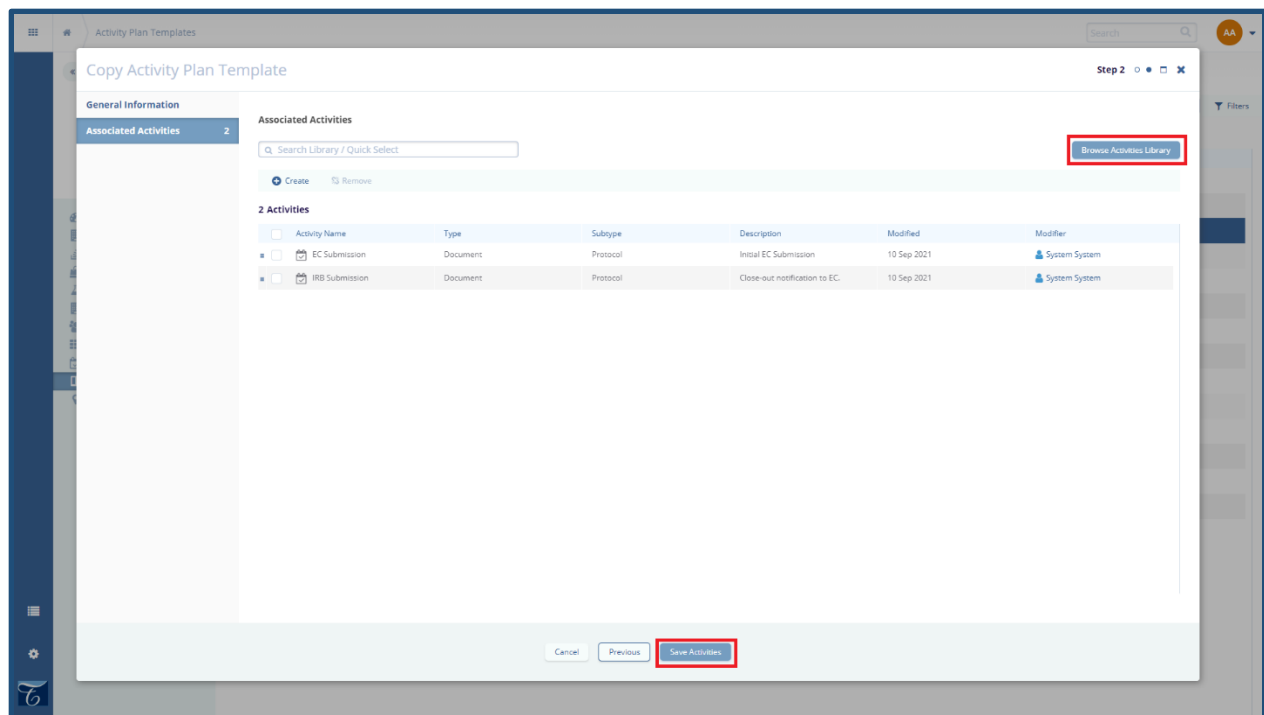 Activity Plan Templates
Search
AA
Copy Activity Plan Template
Step 2
General Information
Associated Activities 2
Filters
Associated Activities
Search Library / Quick Select
Browse Activities Library
Create Remove
2 Activities
Activity Name Type Subtype Description Modified Modifier
EC Submission Document Protocol Initial EC Submission 10 Sep 2021 System System
IRB Submission Document Protocol Close-out notification to EC. 10 Sep 2021 System System
Cancel Previous Save Activities